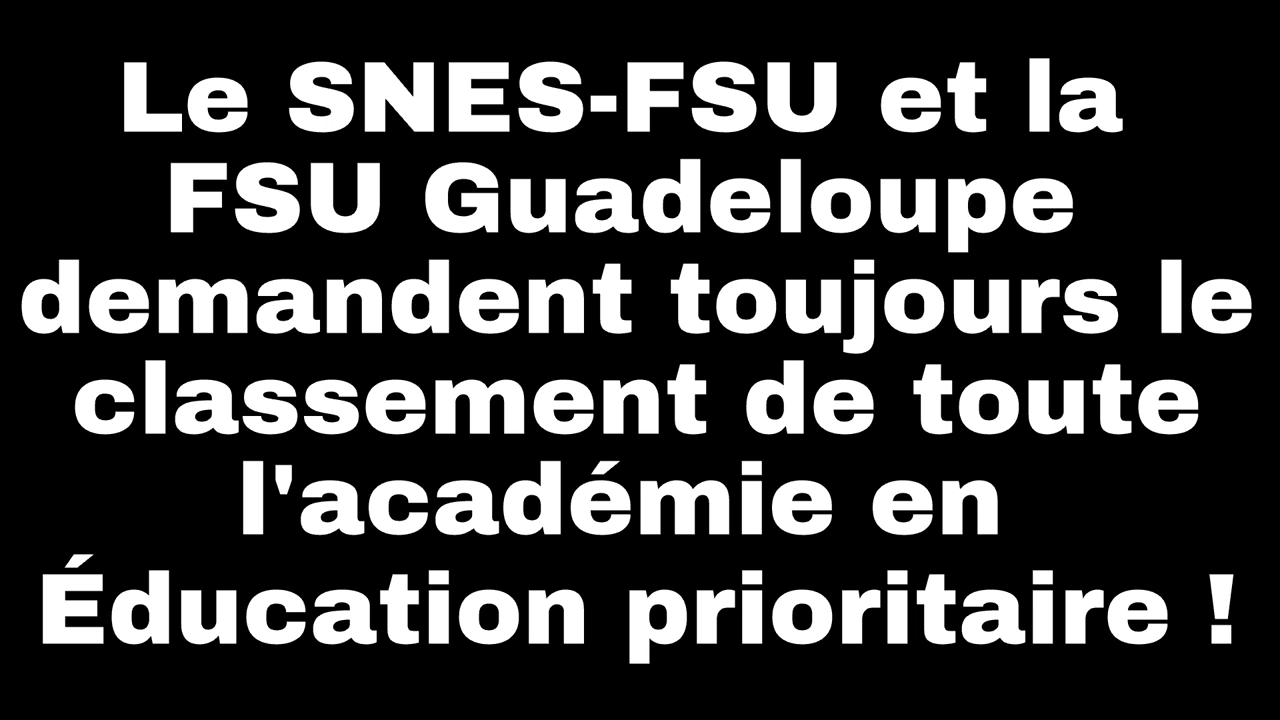 Le SNES-FSU et la
FSU Guadeloupe
demandent toujours le
classement de toute
l'académie en
Éducation prioritaire !